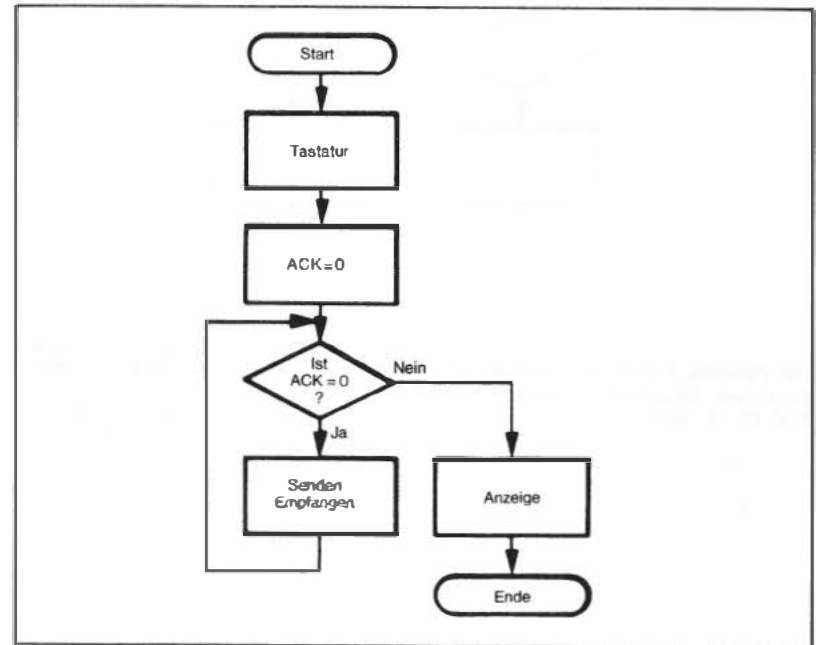 Start
Tastatur
ACK=0
Ist
ACK = 0
?
Nein
Ja
Senden
Empfangen
Anzeige
Ende